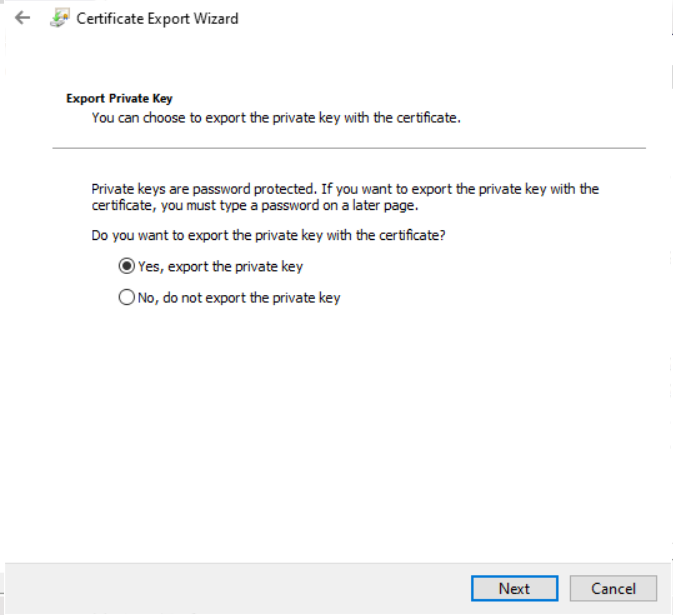 Certificate Export Wizard
Export Private Key
You can choose to export the private key with the certificate.
Private keys are password protected. If you want to export the private key with the
certificate, you must type a password on a later page.
Do you want to export the private key with the certificate?
Yes, export the private key
No, do not export the private key
Next
Cancel